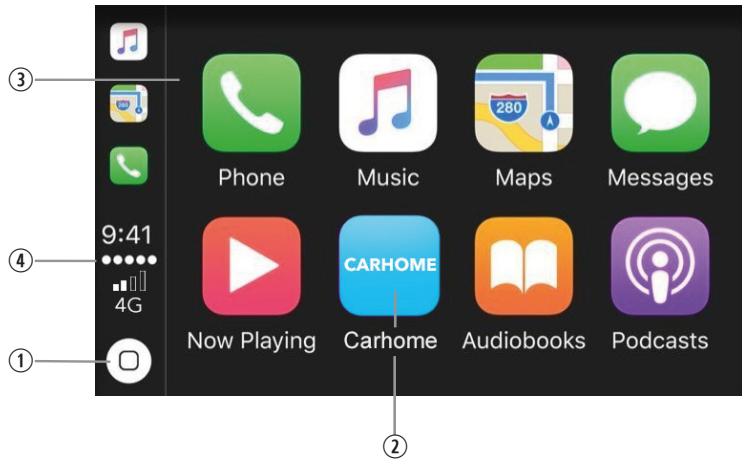 ③
280
Phone Music Maps Messages
9:41
④
4G
CARHOME
Now Playing Carhome Audiobooks Podcasts
①
②